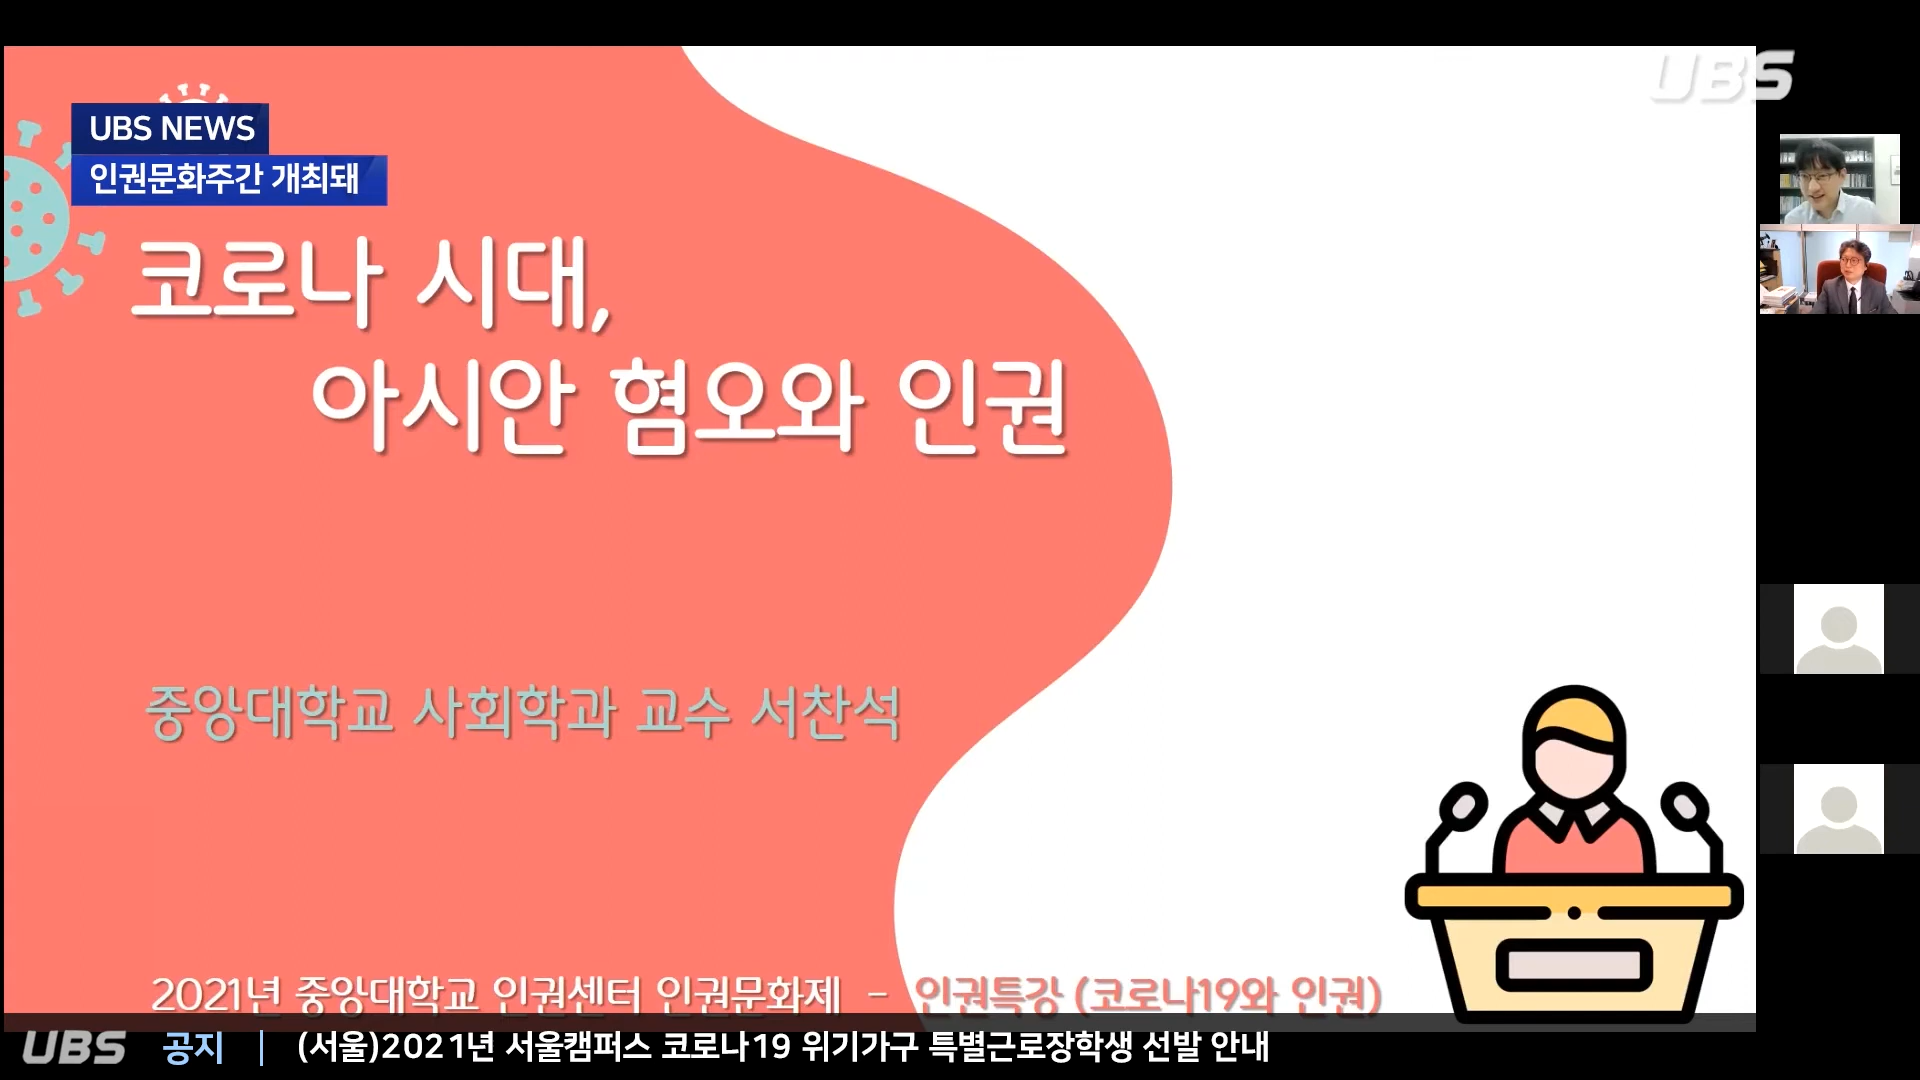 UBS
UBS NEWS
인권문화주간 개최돼
코로나 시대,
아시안 혐오와 인권
중앙대학교 사회학과 교수 서찬석
2021년 중앙대학교 인권센터 인권문화제 - 인권특강 (코로나19와 인권)
UBS 공지 | (서울)2021년 서울캠퍼스 코로나19 위기가구 특별근로장학생 선발 안내